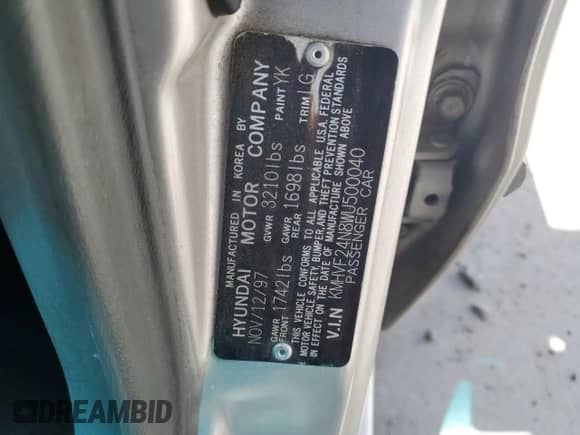 MANUFACTURED IN KOREA BY
HYUNDAI MOTOR COMPANY
NOV/12/97 GVWR 3210lbs PAINT YK
GAWR FRONT 1742lbs GAWR REAR 1698lbs TRIM LG
THIS VEHICLE CONFORMS TO ALL APPLICABLE U.S.A. FEDERAL
MOTOR VEHICLE SAFETY, BUMPER, AND THEFT PREVENTION STANDARDS
IN EFFECT ON THE DATE OF MANUFACTURE SHOWN ABOVE
V.I.N KMHVF24N8WU500040
PASSENGER CAR
DREAMBID